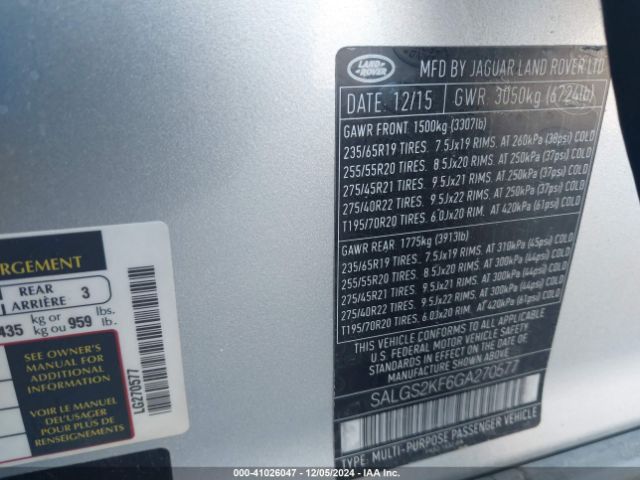 LAND ROVER
MFD BY JAGUAR LAND ROVER LTD
DATE: 12/15 GWR: 3050kg (6724lb)
GAWR FRONT 1500kg (3307lb)
235/65R19 TIRES. 7.5Jx19 RIMS. AT 260kPa (38psi) COLD
255/55R20 TIRES. 8.5Jx20 RIMS. AT 250kPa (37psi) COLD
275/45R21 TIRES. 9.5Jx21 RIMS. AT 250kPa (37psi) COLD
275/40R22 TIRES. 9.5Jx22 RIMS. AT 250kPa (37psi) COLD
T195/70R20 TIRES. 6.0Jx20 RIM. AT 420kPa (61psi) COLD
GAWR REAR 1775kg (3913lb)
235/65R19 TIRES. 7.5Jx19 RIMS. AT 310kPa (45psi) COLD
255/55R20 TIRES. 8.5Jx20 RIMS. AT 300kPa (44psi) COLD
275/45R21 TIRES. 9.5Jx21 RIMS. AT 300kPa (44psi) COLD
275/40R22 TIRES. 9.5Jx22 RIMS. AT 300kPa (44psi) COLD
T195/70R20 TIRES. 6.0Jx20 RIM. AT 420kPa (61psi) COLD
THIS VEHICLE CONFORMS TO ALL APPLICABLE
U.S. FEDERAL MOTOR VEHICLE SAFETY
STANDARDS IN EFFECT ON THE DATE OF
MANUFACTURE SHOWN ABOVE.
SALGS2KF6GA270577
TYPE: MULTI-PURPOSE PASSENGER VEHICLE
RGEMENT
REAR
ARRIÈRE 3
435 kg or kg ou 959 lbs. lb.
SEE OWNER'S
MANUAL FOR
ADDITIONAL
INFORMATION
VOIR LE MANUEL
DE L'USAGER
POUR PLUS DE
RENSEIGNEMENTS
LG270577
000-41026047 - 12/05/2024 - IAA Inc.